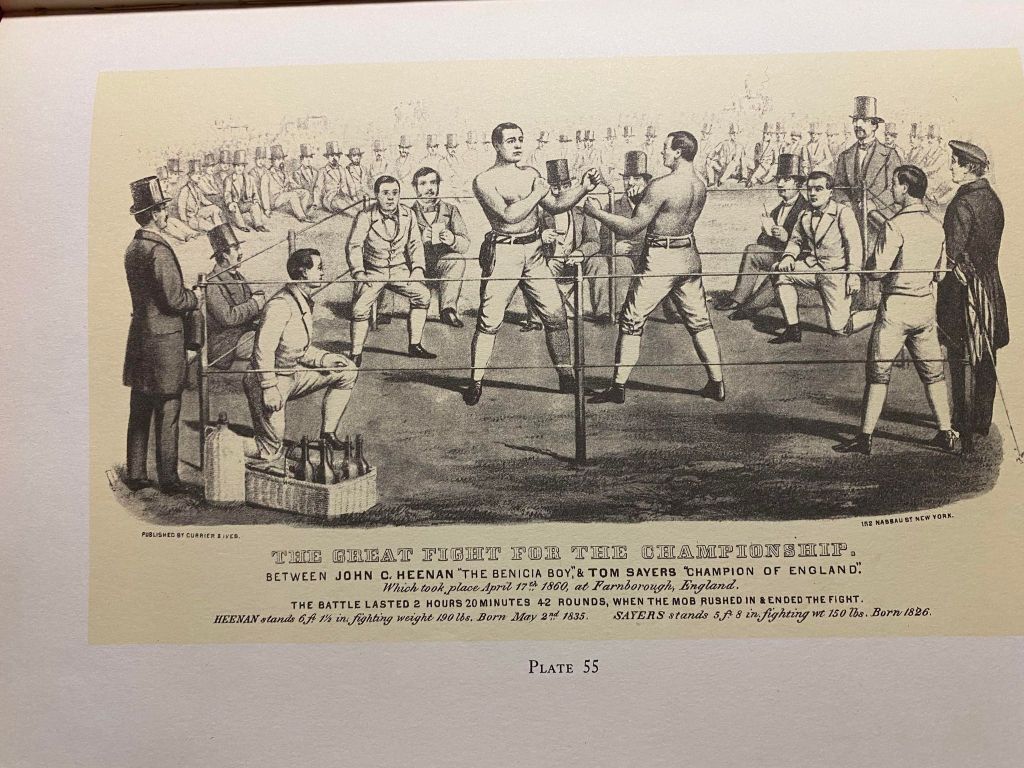 PUBLISHED BY CURRIER & IVES.
152 NASSAU ST NEW YORK.
THE GREAT FIGHT FOR THE CHAMPIONSHIP.
BETWEEN JOHN C. HEENAN "THE BENICIA BOY", & TOM SAYERS "CHAMPION OF ENGLAND".
Which took place April 17th 1860, at Farnborough, England.
THE BATTLE LASTED 2 HOURS 20 MINUTES 42 ROUNDS, WHEN THE MOB RUSHED IN & ENDED THE FIGHT.
HEENAN stands 6 ft 1½ in. fighting weight 190 lbs. Born May 2nd 1835. SAYERS stands 5 ft 8 in. fighting wt 150 lbs. Born 1826.
PLATE 55